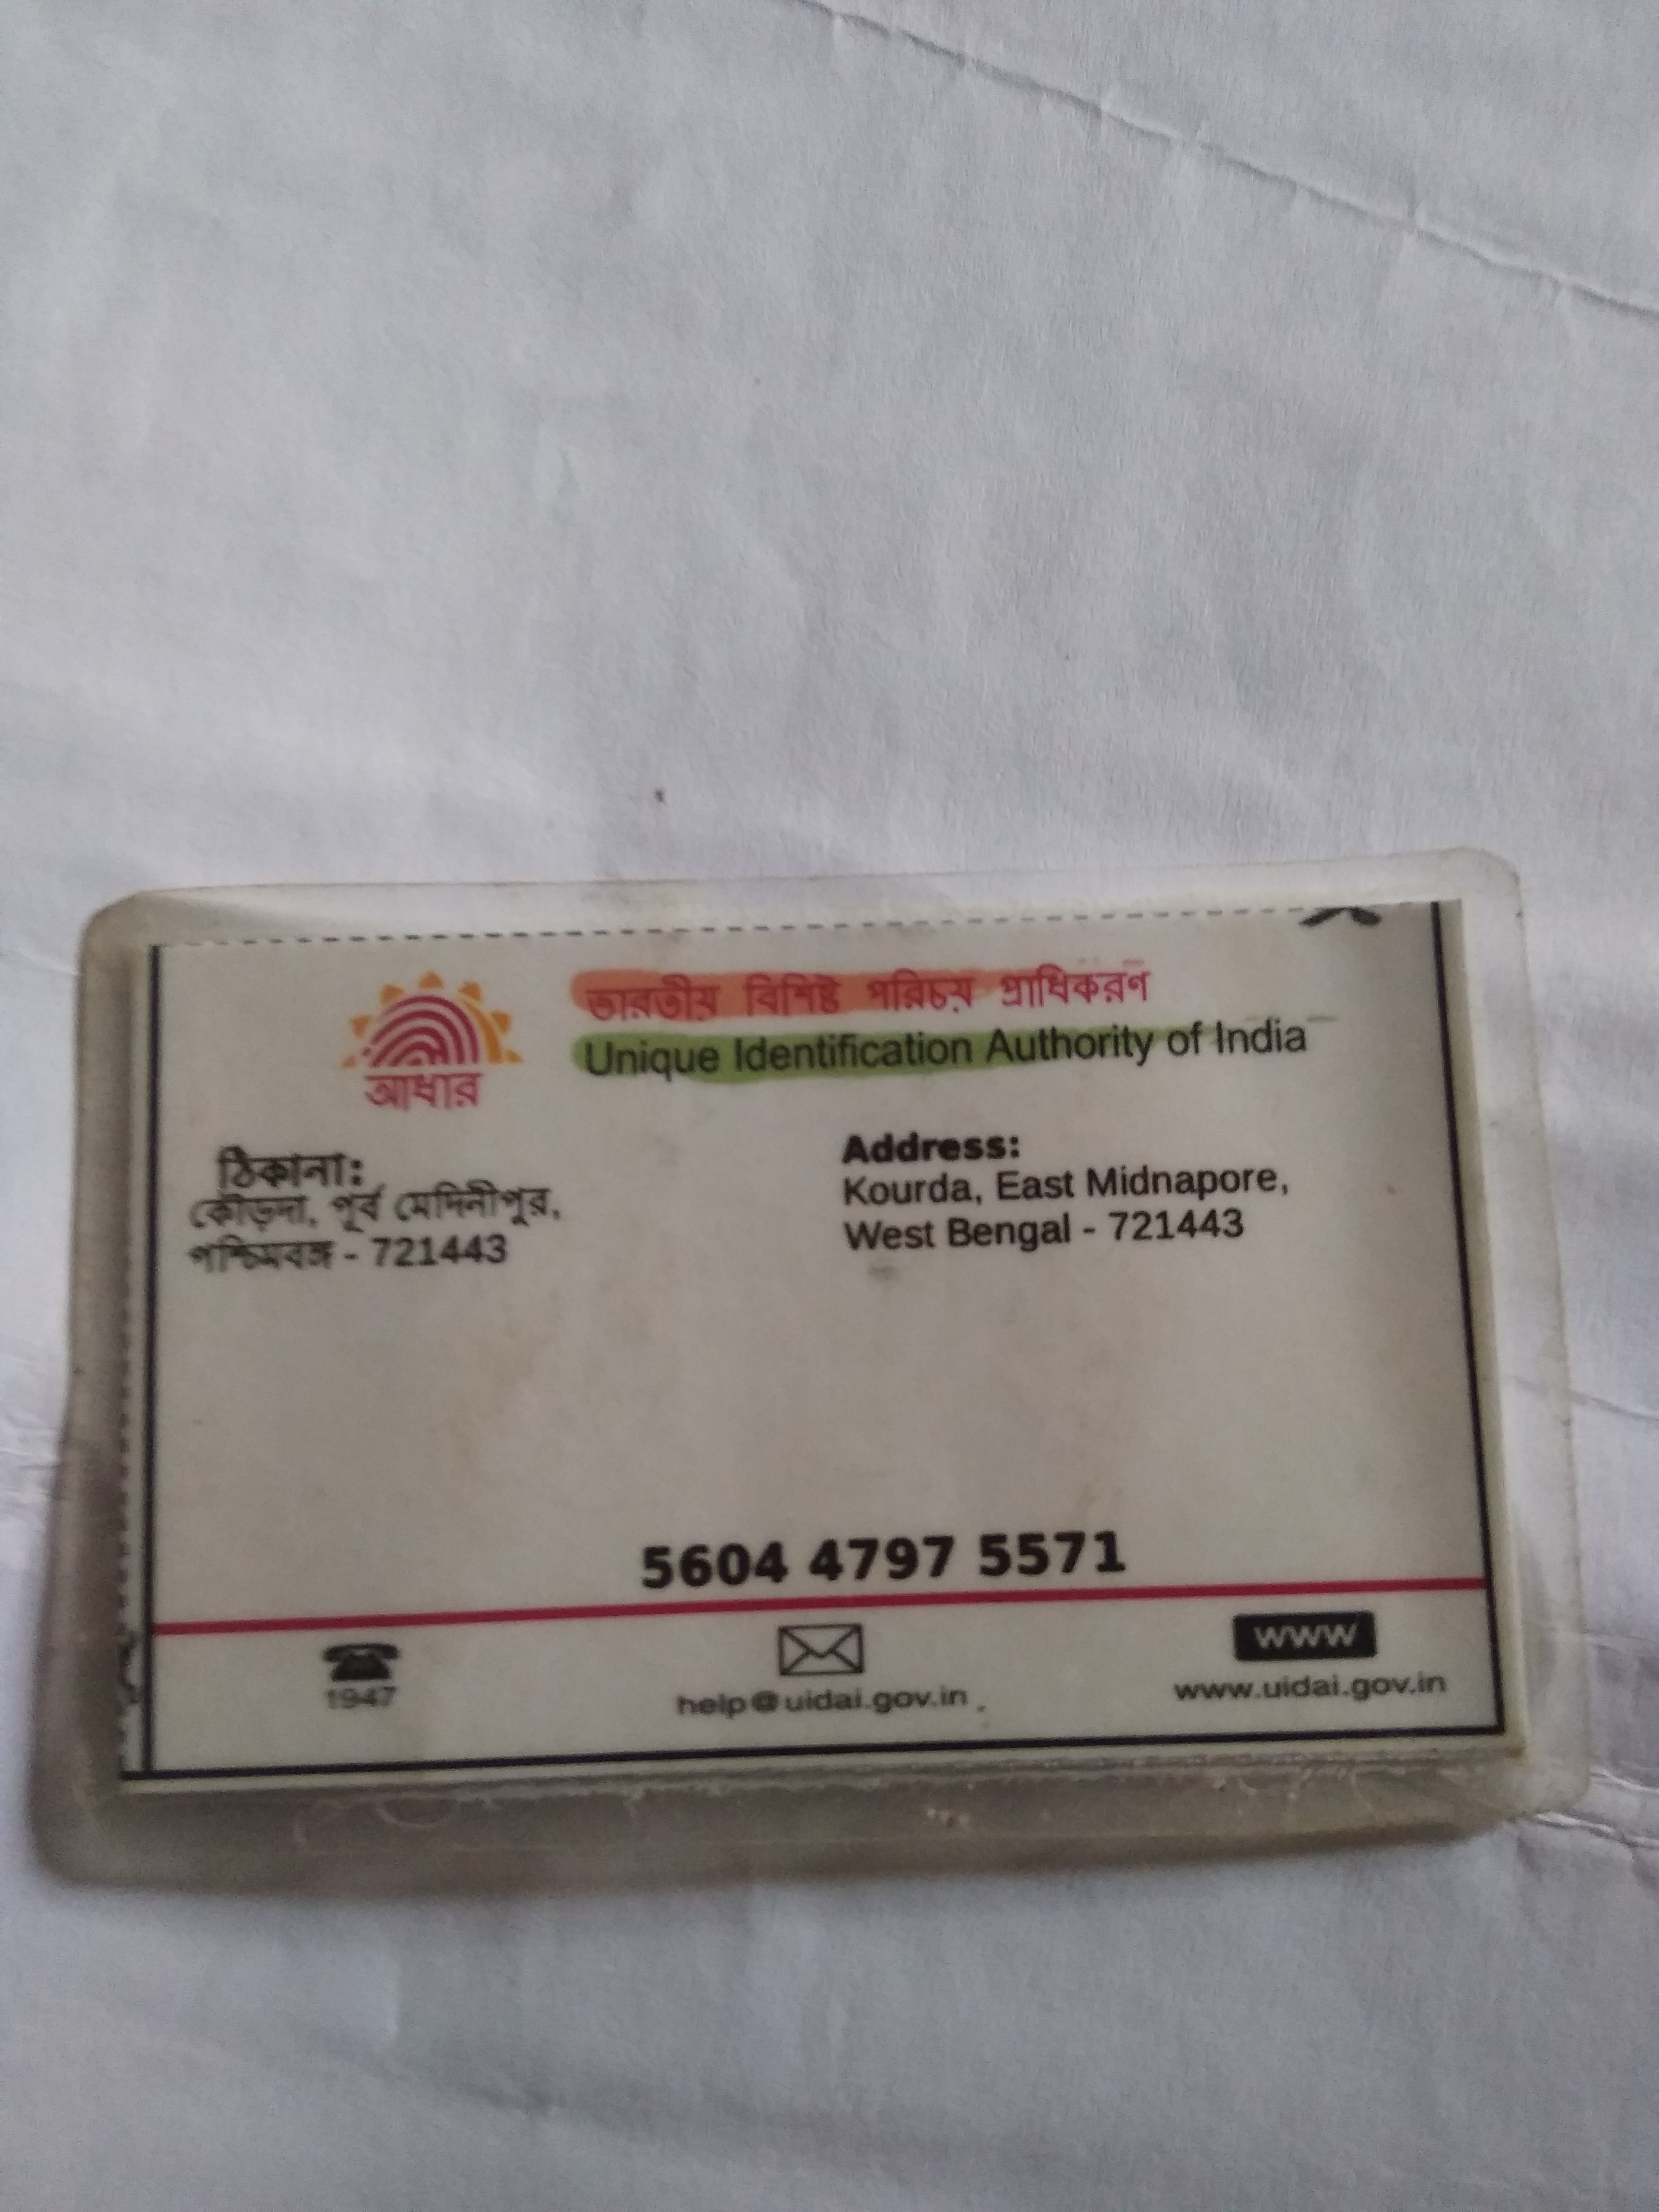 ভারতীয় বিশিষ্ট পরিচয় প্রাধিকরণ
Unique Identification Authority of India
আধার
ঠিকানা:
কৌড়দা, পূর্ব মেদিনীপুর,
পশ্চিমবঙ্গ - 721443
Address:
Kourda, East Midnapore,
West Bengal - 721443
5604 4797 5571
1947
help@uidai.gov.in
www
www.uidai.gov.in